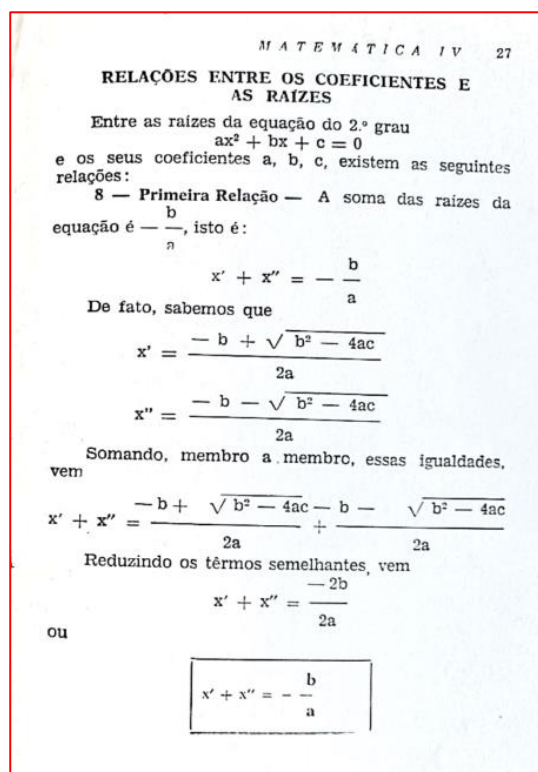 MATEMÁTICA IV 27
RELAÇÕES ENTRE OS COEFICIENTES E
AS RAÍZES
Entre as raízes da equação do 2.º grau
ax² + bx + c = 0
e os seus coeficientes a, b, c, existem as seguintes
relações:
8 — Primeira Relação — A soma das raizes da
equação é — b/a, isto é:
x′ + x″ = — b/a
De fato, sabemos que
x' = (— b + √(b² — 4ac))/2a
x" = (— b — √(b² — 4ac))/2a
Somando, membro a membro, essas igualdades,
vem
x′ + x″ = (—b + √(b² — 4ac))/2a + (— b — √(b² — 4ac))/2a
Reduzindo os têrmos semelhantes, vem
x′ + x″ = — 2b/2a
ou
x′ + x″ = - b/a